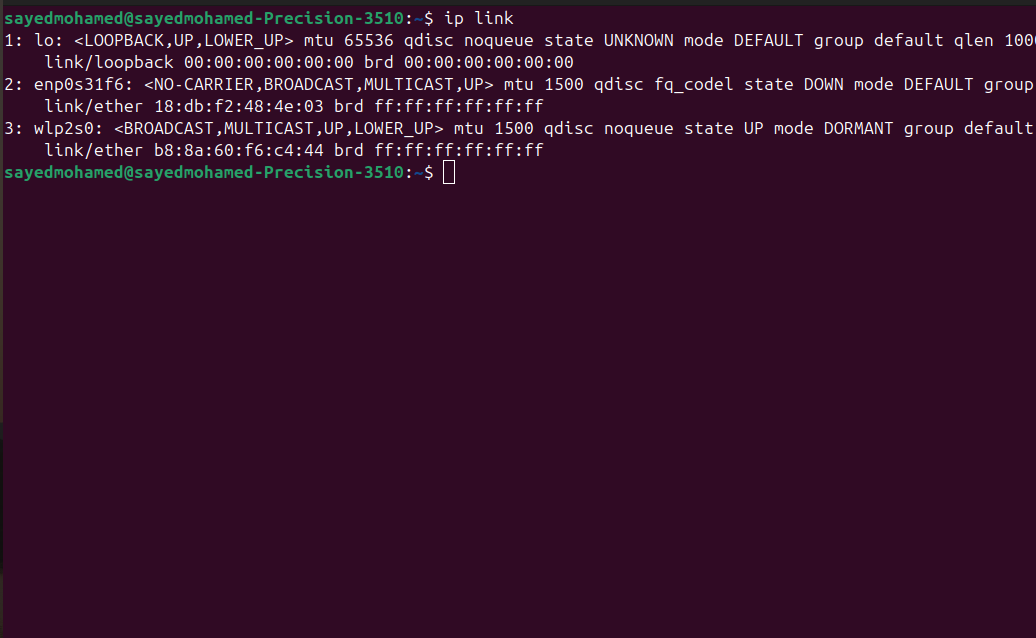 sayedmohamed@sayedmohamed-Precision-3510:~$ ip link
1: lo: <LOOPBACK,UP,LOWER_UP> mtu 65536 qdisc noqueue state UNKNOWN mode DEFAULT group default qlen 1000
    link/loopback 00:00:00:00:00:00 brd 00:00:00:00:00:00
2: enp0s31f6: <NO-CARRIER,BROADCAST,MULTICAST,UP> mtu 1500 qdisc fq_codel state DOWN mode DEFAULT group
    link/ether 18:db:f2:48:4e:03 brd ff:ff:ff:ff:ff:ff
3: wlp2s0: <BROADCAST,MULTICAST,UP,LOWER_UP> mtu 1500 qdisc noqueue state UP mode DORMANT group default
    link/ether b8:8a:60:f6:c4:44 brd ff:ff:ff:ff:ff:ff
sayedmohamed@sayedmohamed-Precision-3510:~$